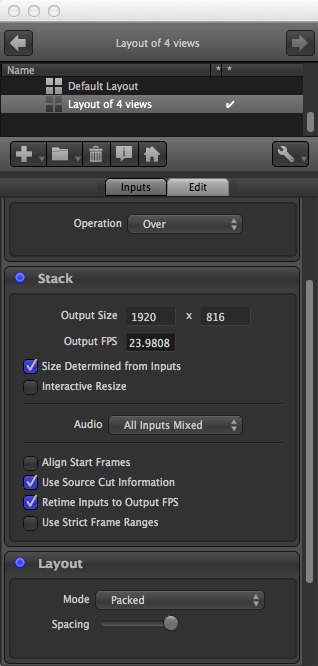 Layout of 4 views
Name * *
Default Layout
Layout of 4 views ✔
Inputs Edit
Operation Over
Stack
Output Size 1920 x 816
Output FPS 23.9808
Size Determined from Inputs
Interactive Resize
Audio All Inputs Mixed
Align Start Frames
Use Source Cut Information
Retime Inputs to Output FPS
Use Strict Frame Ranges
Layout
Mode Packed
Spacing